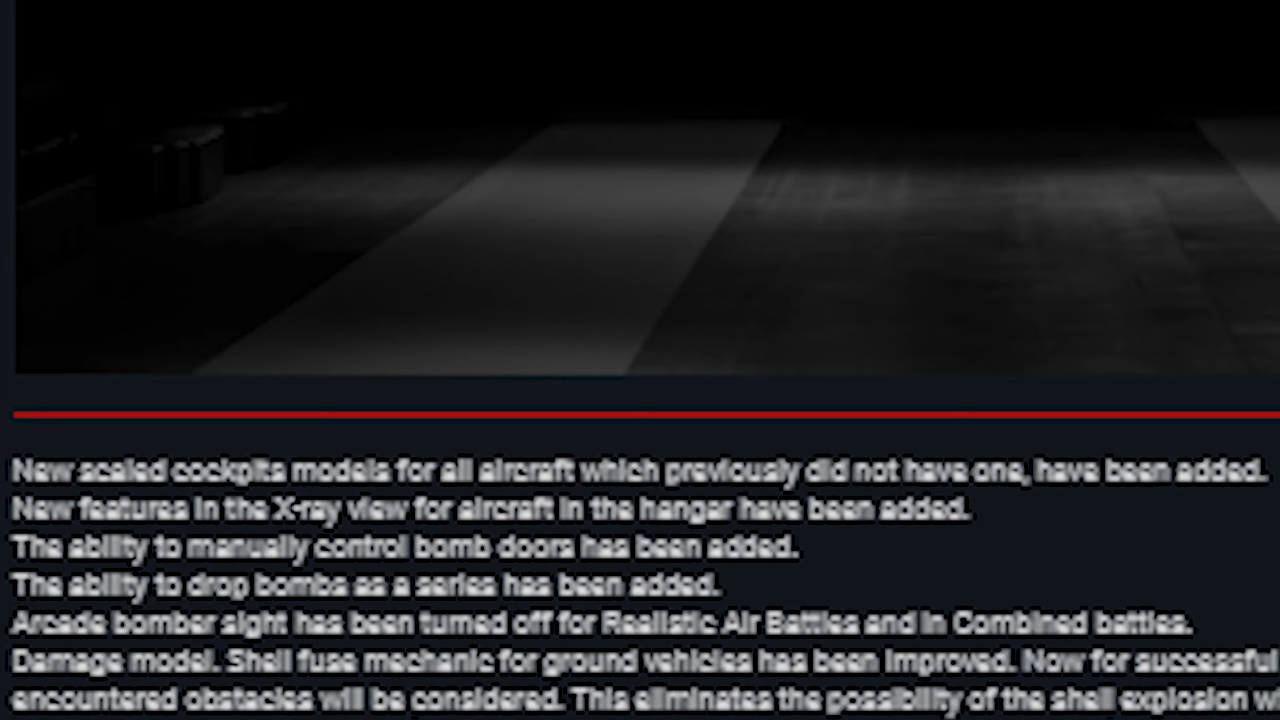 New scaled cockpits models for all aircraft which previously did not have one, have been added.
New features in the X-ray view for aircraft in the hangar have been added.
The ability to manually control bomb doors has been added.
The ability to drop bombs as a series has been added.
Arcade bomber sight has been turned off for Realistic Air Battles and in Combined battles.
Damage model. Shell fuse mechanic for ground vehicles has been improved. Now for successful
encountered obstacles will be considered. This eliminates the possibility of the shell explosion